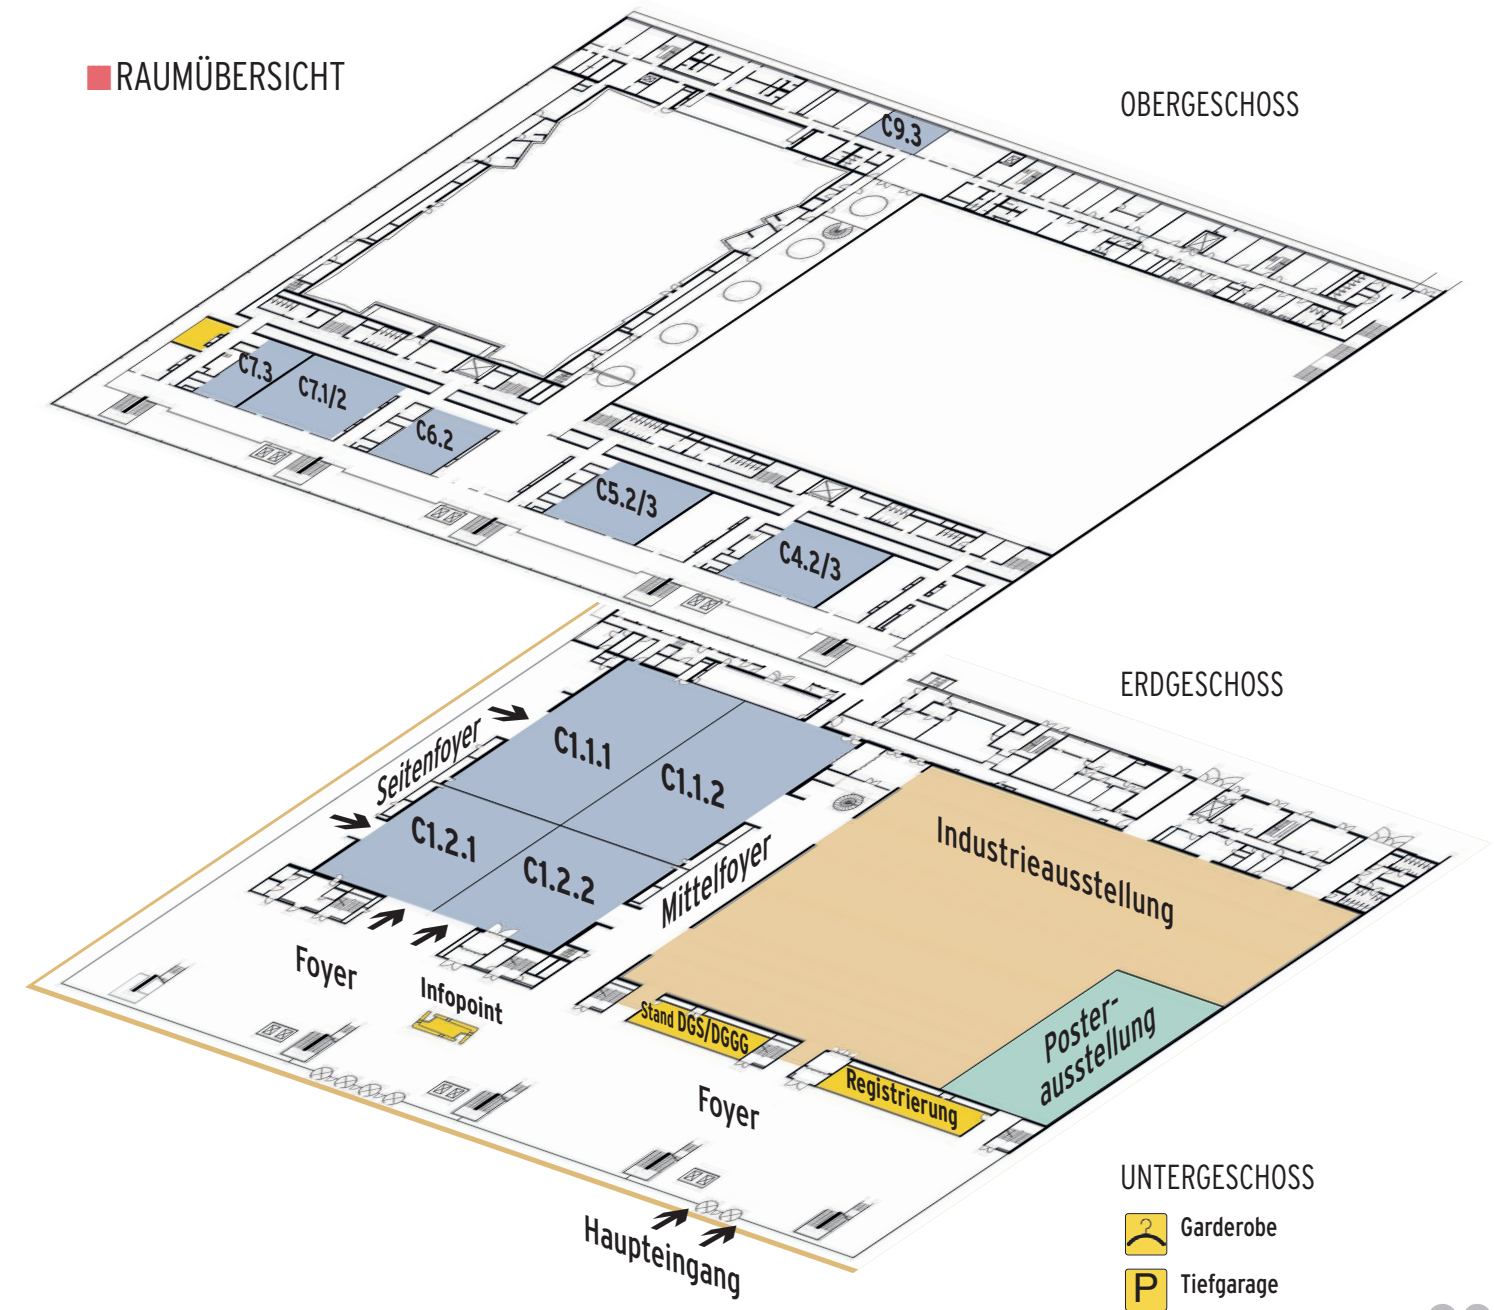 RAUMÜBERSICHT
OBERGESCHOSS
C9.3
C7.3
C7.1/2
C6.2
C5.2/3
C4.2/3
ERDGESCHOSS
Seitenfoyer
C1.1.1
C1.1.2
C1.2.1
C1.2.2
Mittelfoyer
Industrieausstellung
Foyer
Infopoint
Stand DGS/DGGG
Poster-
ausstellung
Registrierung
Foyer
Haupteingang
UNTERGESCHOSS
Garderobe
P Tiefgarage